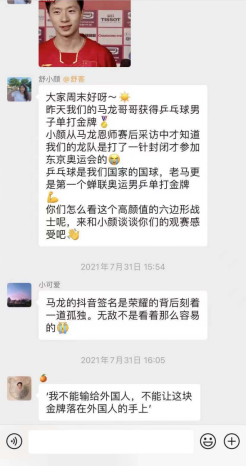 TISSOT
舒小颜@舒客
大家周末好呀~☀️
昨天我们的马龙哥哥获得乒乓球男
子单打金牌🏅
小颜从马龙恩师赛后采访中才知道
我们的龙队是打了一针封闭才参加
东京奥运会的😭
乒乓球是我们国家的国球，老马更
是第一个蝉联奥运男乒单打金牌
💪
你们怎么看这个高颜值的六边形战
士呢，来和小颜谈谈你们的观赛感
受吧👏
2021年7月31日 15:54
小可爱
马龙的抖音签名是荣耀的背后刻着
一道孤独。无敌不是看看那么容易
的😭
2021年7月31日 16:05
🍊
‘我不能输给外国人，不能让这块
金牌落在外国人的手上’